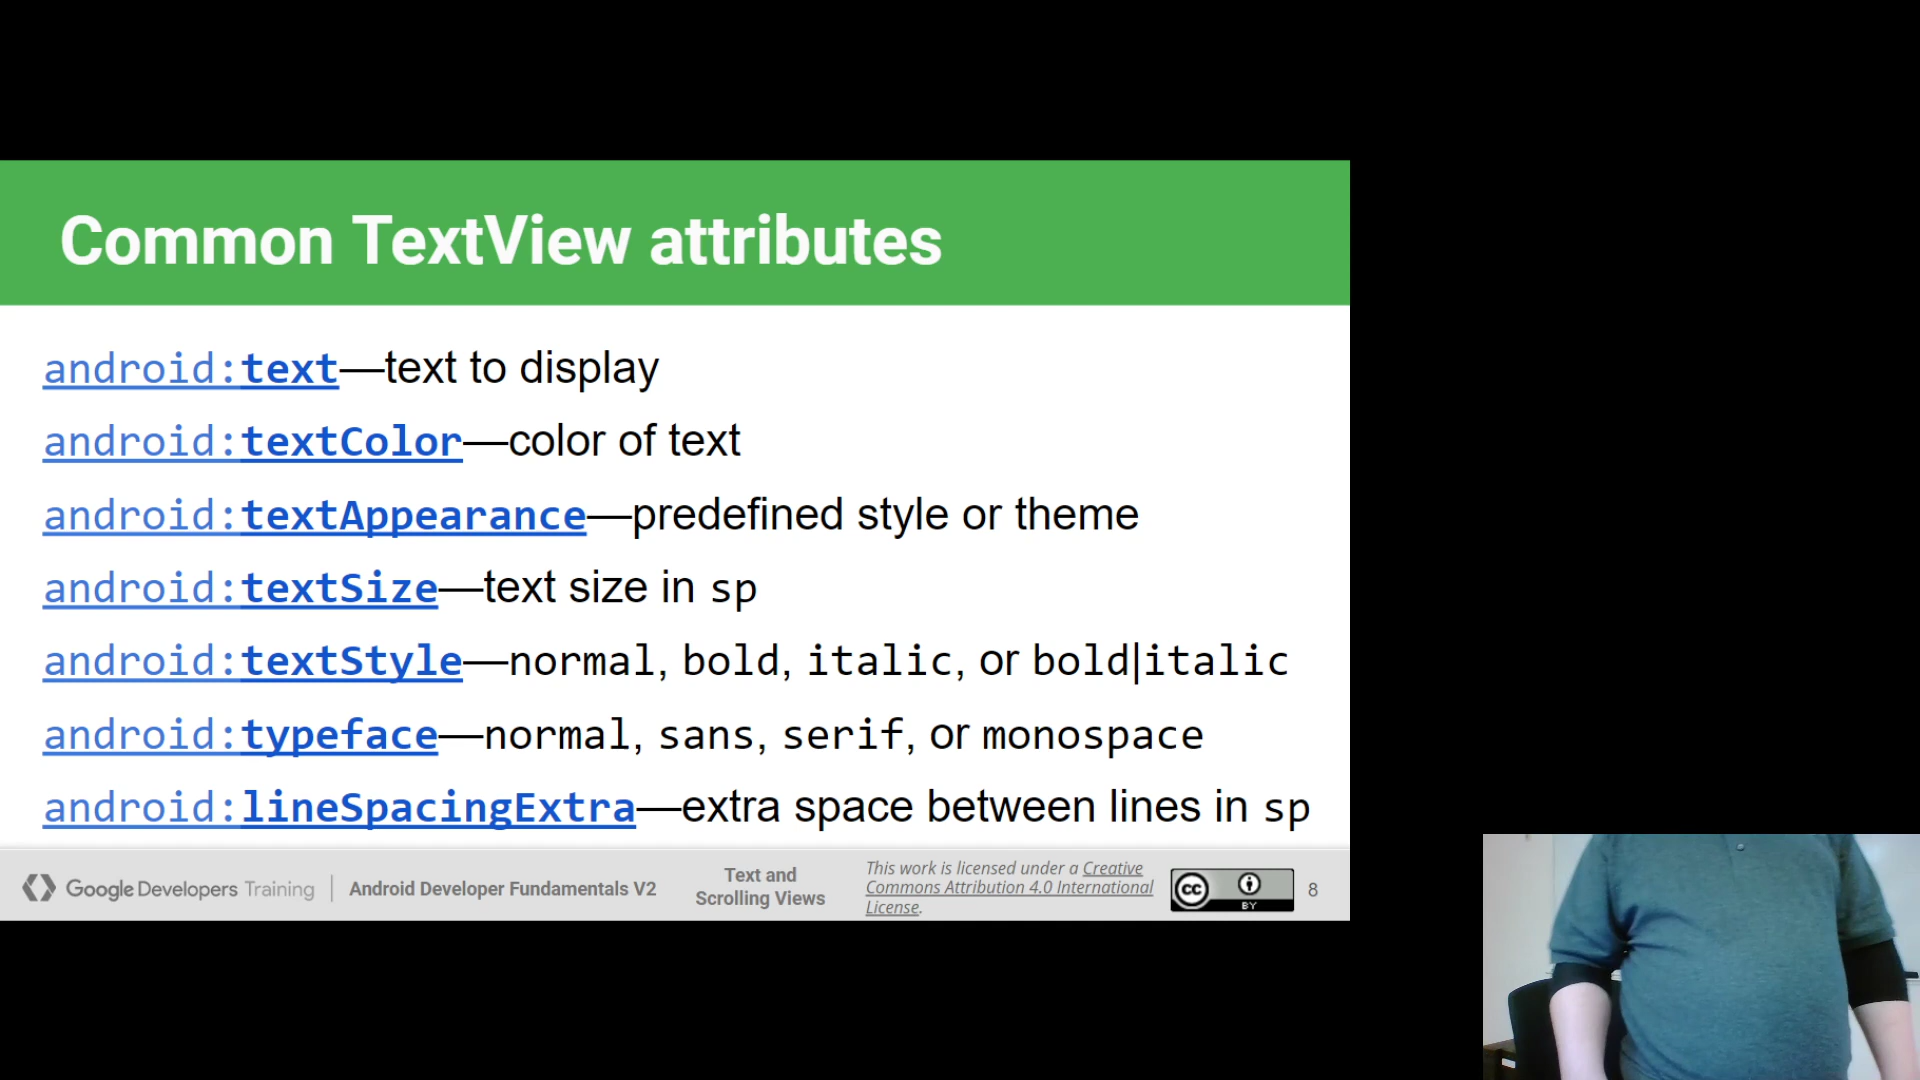 Common TextView attributes
android:text—text to display
android:textColor—color of text
android:textAppearance—predefined style or theme
android:textSize—text size in sp
android:textStyle—normal, bold, italic, or bold|italic
android:typeface—normal, sans, serif, or monospace
android:lineSpacingExtra—extra space between lines in sp
Google Developers Training
Android Developer Fundamentals V2
Text and
Scrolling Views
This work is licensed under a Creative
Commons Attribution 4.0 International
License.
cc
BY
8